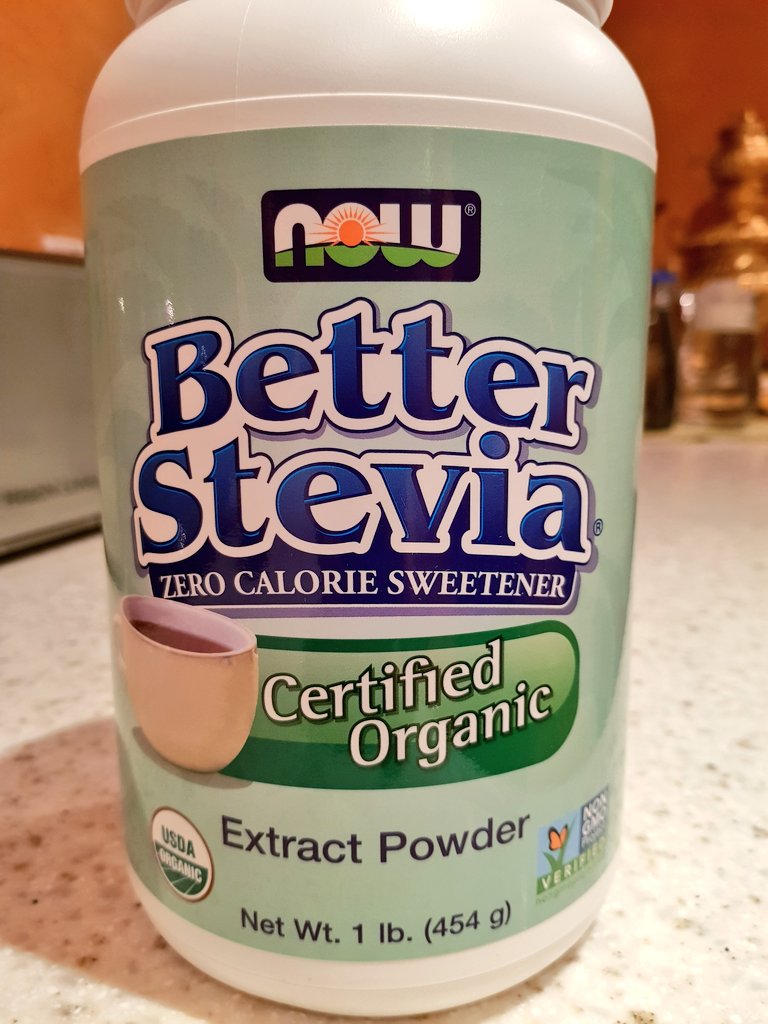 now®
Better
Stevia®
ZERO CALORIE SWEETENER
Certified
Organic
Extract Powder
USDA
ORGANIC
NON
GMO
VERIFIED
Net Wt. 1 lb. (454 g)